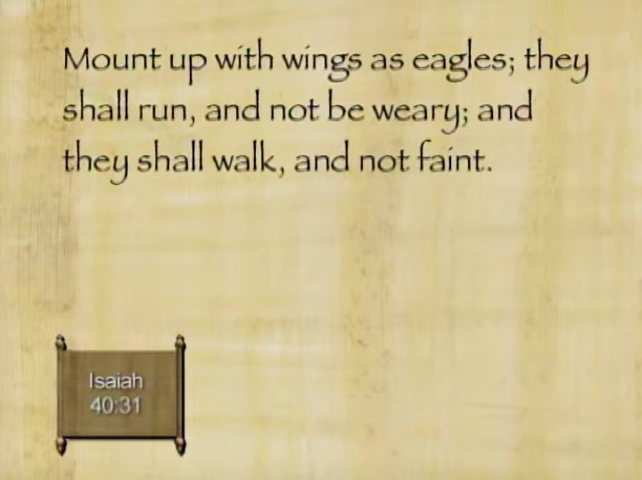 Mount up with wings as eagles; they
shall run, and not be weary; and
they shall walk, and not faint.
Isaiah
40:31